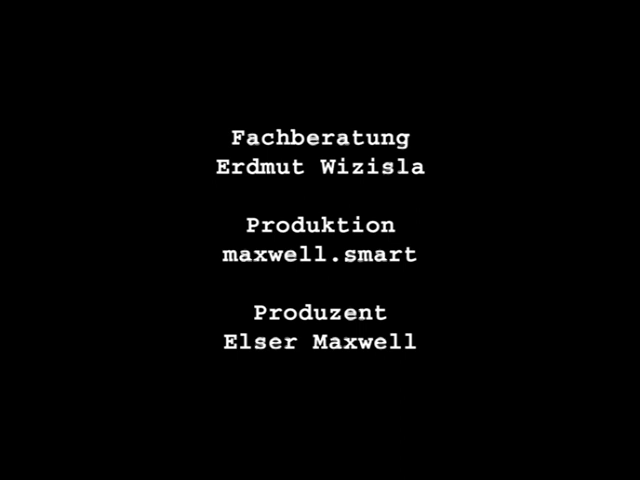 Fachberatung
Erdmut Wizisla
Produktion
maxwell.smart
Produzent
Elser Maxwell